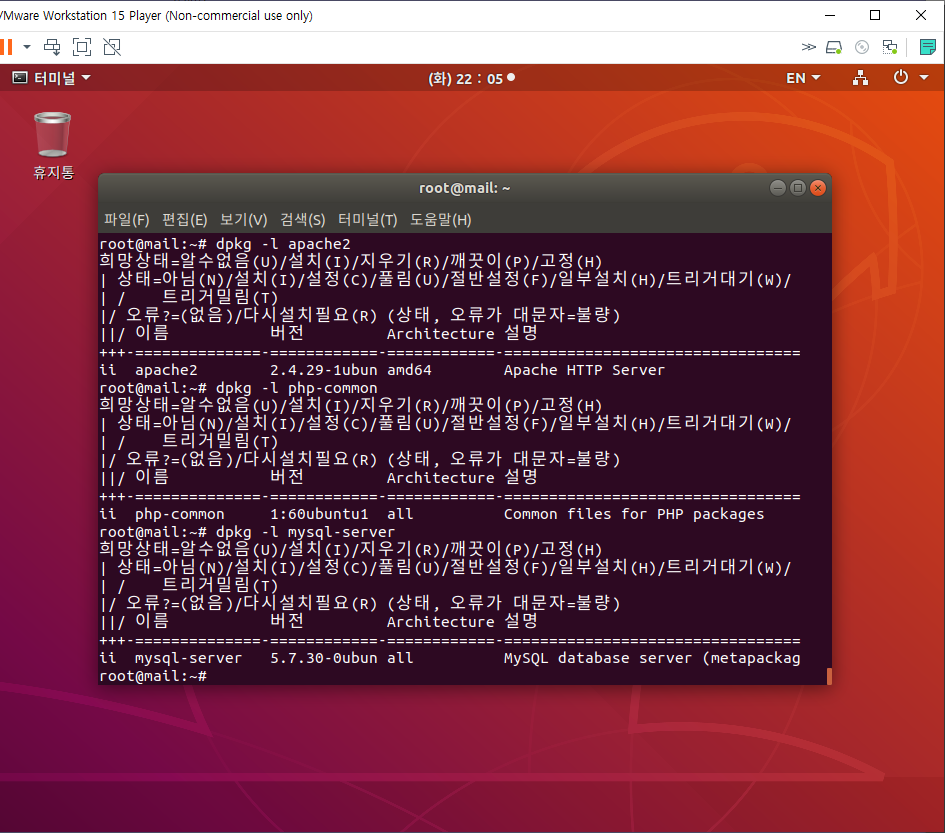 VMware Workstation 15 Player (Non-commercial use only)
터미널
(화) 22 : 05
EN
휴지통
root@mail: ~
파일(F) 편집(E) 보기(V) 검색(S) 터미널(T) 도움말(H)
root@mail:~# dpkg -l apache2
희망상태=알수없음(U)/설치(I)/지우기(R)/깨끗이(P)/고정(H)
| 상태=아님(N)/설치(I)/설정(C)/풀림(U)/절반설정(F)/일부설치(H)/트리거대기(W)/
| /    트리거밀림(T)
|/ 오류?=(없음)/다시설치필요(R) (상태, 오류가 대문자=불량)
||/ 이름           버전         Architecture 설명
+++-==============-============-============-=================================
ii  apache2        2.4.29-1ubun amd64        Apache HTTP Server
root@mail:~# dpkg -l php-common
희망상태=알수없음(U)/설치(I)/지우기(R)/깨끗이(P)/고정(H)
| 상태=아님(N)/설치(I)/설정(C)/풀림(U)/절반설정(F)/일부설치(H)/트리거대기(W)/
| /    트리거밀림(T)
|/ 오류?=(없음)/다시설치필요(R) (상태, 오류가 대문자=불량)
||/ 이름           버전         Architecture 설명
+++-==============-============-============-=================================
ii  php-common     1:60ubuntu1  all          Common files for PHP packages
root@mail:~# dpkg -l mysql-server
희망상태=알수없음(U)/설치(I)/지우기(R)/깨끗이(P)/고정(H)
| 상태=아님(N)/설치(I)/설정(C)/풀림(U)/절반설정(F)/일부설치(H)/트리거대기(W)/
| /    트리거밀림(T)
|/ 오류?=(없음)/다시설치필요(R) (상태, 오류가 대문자=불량)
||/ 이름           버전         Architecture 설명
+++-==============-============-============-=================================
ii  mysql-server   5.7.30-0ubun all          MySQL database server (metapackag
root@mail:~#